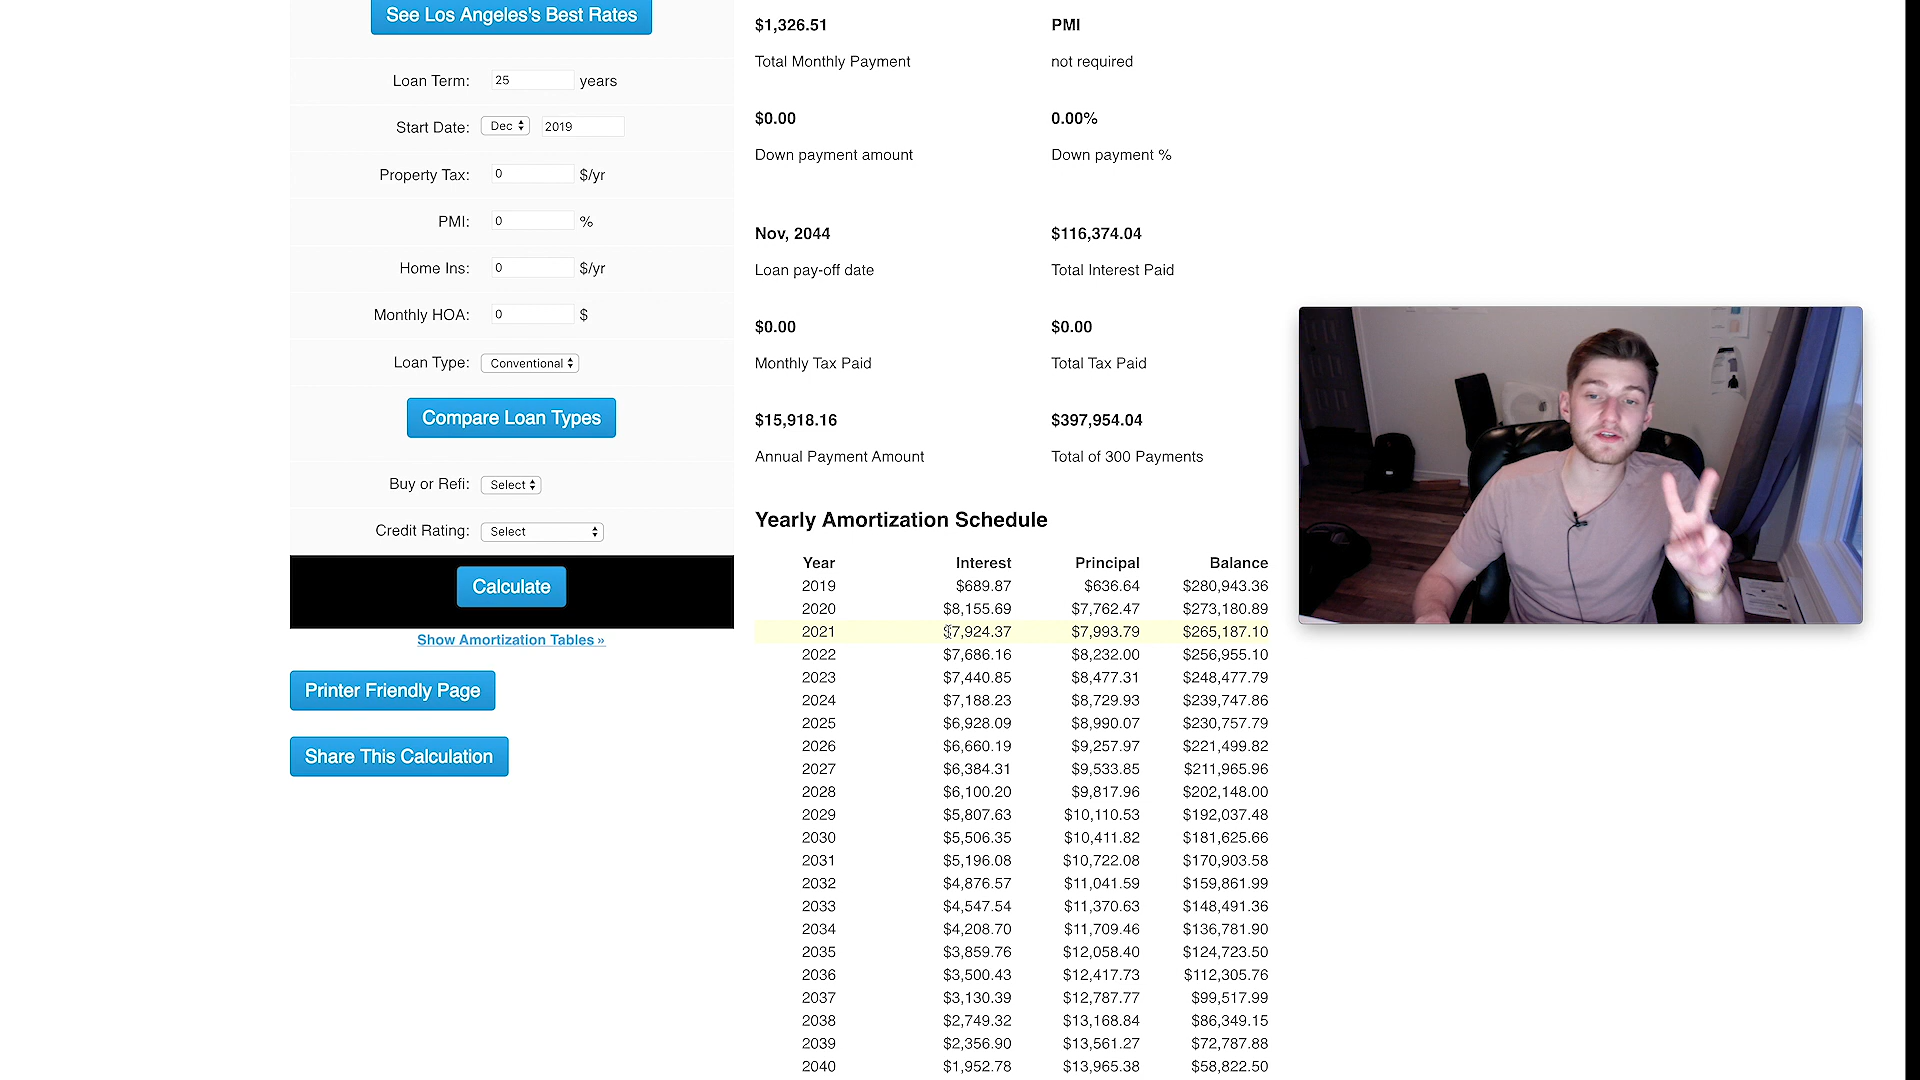 See Los Angeles's Best Rates
Loan Term: 25 years
Start Date: Dec 2019
Property Tax: 0 $/yr
PMI: 0 %
Home Ins: 0 $/yr
Monthly HOA: 0 $
Loan Type: Conventional
Compare Loan Types
Buy or Refi: Select
Credit Rating: Select
Calculate
Show Amortization Tables »
Printer Friendly Page
Share This Calculation
$1,326.51 PMI
Total Monthly Payment not required
$0.00 0.00%
Down payment amount Down payment %
Nov, 2044 $116,374.04
Loan pay-off date Total Interest Paid
$0.00 $0.00
Monthly Tax Paid Total Tax Paid
$15,918.16 $397,954.04
Annual Payment Amount Total of 300 Payments
Yearly Amortization Schedule
Year Interest Principal Balance
2019 $689.87 $636.64 $280,943.36
2020 $8,155.69 $7,762.47 $273,180.89
2021 $7,924.37 $7,993.79 $265,187.10
2022 $7,686.16 $8,232.00 $256,955.10
2023 $7,440.85 $8,477.31 $248,477.79
2024 $7,188.23 $8,729.93 $239,747.86
2025 $6,928.09 $8,990.07 $230,757.79
2026 $6,660.19 $9,257.97 $221,499.82
2027 $6,384.31 $9,533.85 $211,965.96
2028 $6,100.20 $9,817.96 $202,148.00
2029 $5,807.63 $10,110.53 $192,037.48
2030 $5,506.35 $10,411.82 $181,625.66
2031 $5,196.08 $10,722.08 $170,903.58
2032 $4,876.57 $11,041.59 $159,861.99
2033 $4,547.54 $11,370.63 $148,491.36
2034 $4,208.70 $11,709.46 $136,781.90
2035 $3,859.76 $12,058.40 $124,723.50
2036 $3,500.43 $12,417.73 $112,305.76
2037 $3,130.39 $12,787.77 $99,517.99
2038 $2,749.32 $13,168.84 $86,349.15
2039 $2,356.90 $13,561.27 $72,787.88
2040 $1,952.78 $13,965.38 $58,822.50